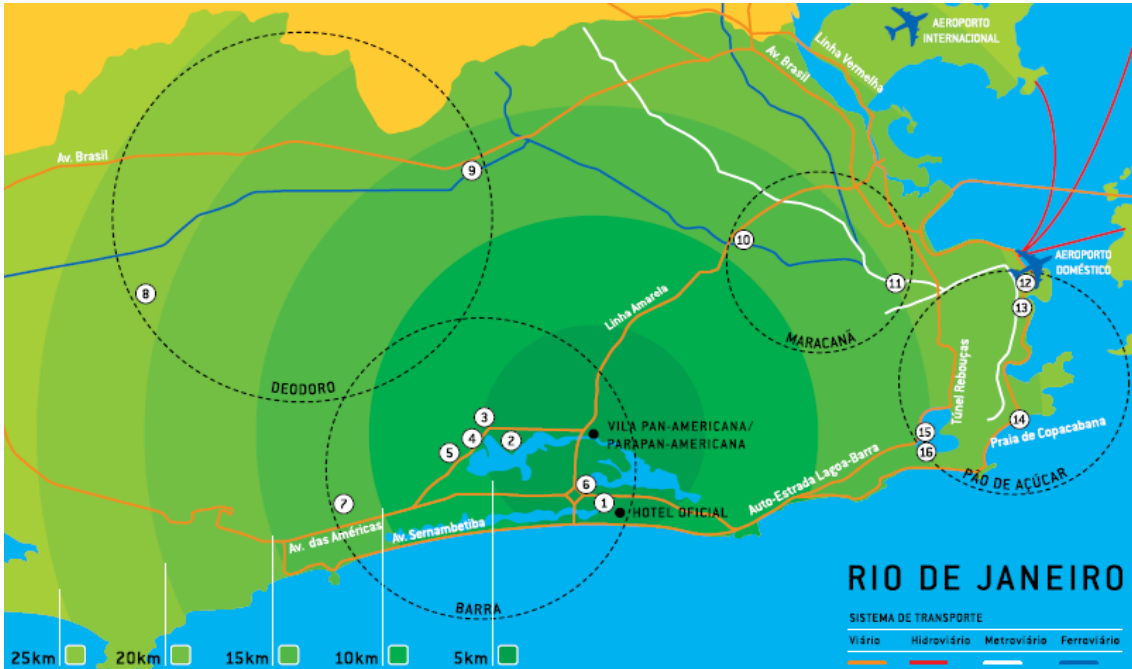 AEROPORTO
INTERNACIONAL
Linha Vermelha
Av. Brasil
Av. Brasil
9
10
8
11
AEROPORTO
DOMÉSTICO
12
13
Linha Amarela
MARACANÃ
Túnel Rebouças
DEODORO
3
4
2
5
VILA PAN-AMERICANA/
PARAPAN-AMERICANA
14
Praia de Copacabana
15
16
PÃO DE AÇÚCAR
6
1
HOTEL OFICIAL
Auto-Estrada Lagoa-Barra
7
Av. das Américas
Av. Sernambetiba
BARRA
RIO DE JANEIRO
SISTEMA DE TRANSPORTE
Viário Hidroviário Metroviário Ferroviário
25km 20km 15km 10km 5km